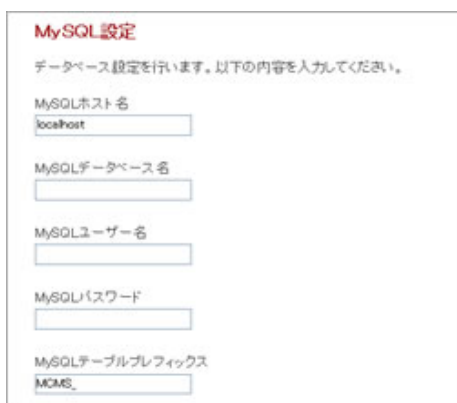 MySQL設定
データベース設定を行います。以下の内容を入力してください。
MySQLホスト名
localhost
MySQLデータベース名
MySQLユーザー名
MySQLパスワード
MySQLテーブルプレフィックス
MCMS_